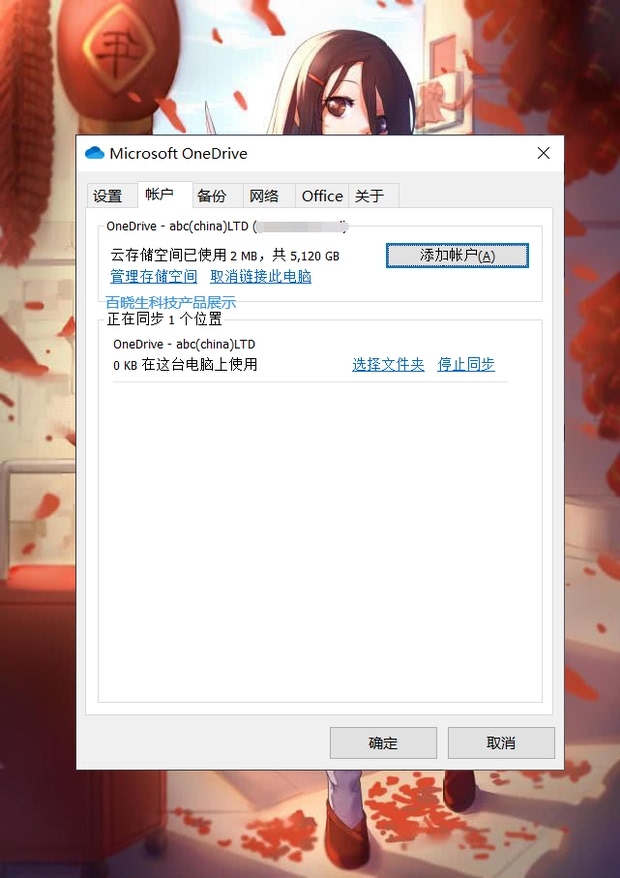 Microsoft OneDrive
设置 帐户 备份 网络 Office 关于
OneDrive - abc(china)LTD (
云存储空间已使用 2 MB，共 5,120 GB
添加帐户(A)
管理存储空间 取消链接此电脑
百晓生科技产品展示
正在同步 1 个位置
OneDrive - abc(china)LTD
0 KB 在这台电脑上使用
选择文件夹 停止同步
确定 取消